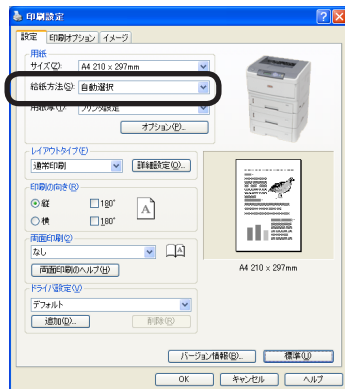 印刷設定
設定 印刷オプション イメージ
用紙
サイズ(Z): A4 210 x 297mm
給紙方法(S): 自動選択
用紙厚(T): プリンタ設定
オプション(P)...
レイアウトタイプ(E)
通常印刷 詳細設定(O)...
印刷の向き(R)
縦 180°
横 180°
A
両面印刷(2)
なし
両面印刷のヘルプ(H)
A4 210 x 297mm
ドライバ設定(V)
デフォルト
追加(D)... 削除(R)
バージョン情報(B)... 標準(U)
OK キャンセル ヘルプ